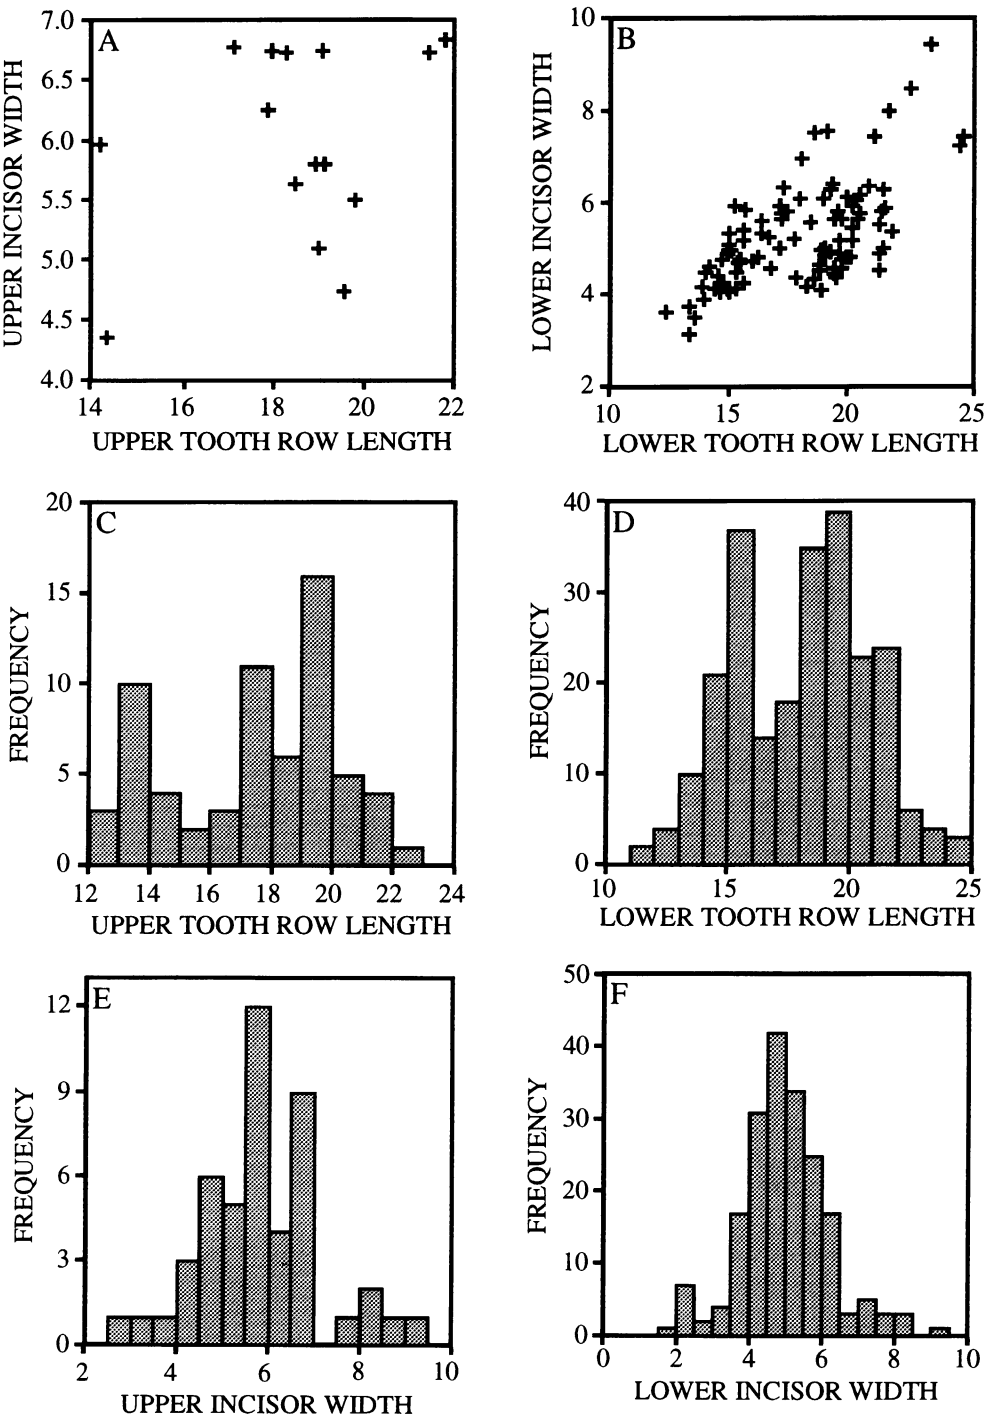 A
UPPER INCISOR WIDTH
7.0
6.5
6.0
5.5
5.0
4.5
4.0
14 16 18 20 22
UPPER TOOTH ROW LENGTH
B
LOWER INCISOR WIDTH
10
8
6
4
2
10 15 20 25
LOWER TOOTH ROW LENGTH
C
FREQUENCY
20
15
10
5
0
12 14 16 18 20 22 24
UPPER TOOTH ROW LENGTH
D
FREQUENCY
40
30
20
10
0
10 15 20 25
LOWER TOOTH ROW LENGTH
E
FREQUENCY
12
9
6
3
0
2 4 6 8 10
UPPER INCISOR WIDTH
F
FREQUENCY
50
40
30
20
10
0
0 2 4 6 8 10
LOWER INCISOR WIDTH